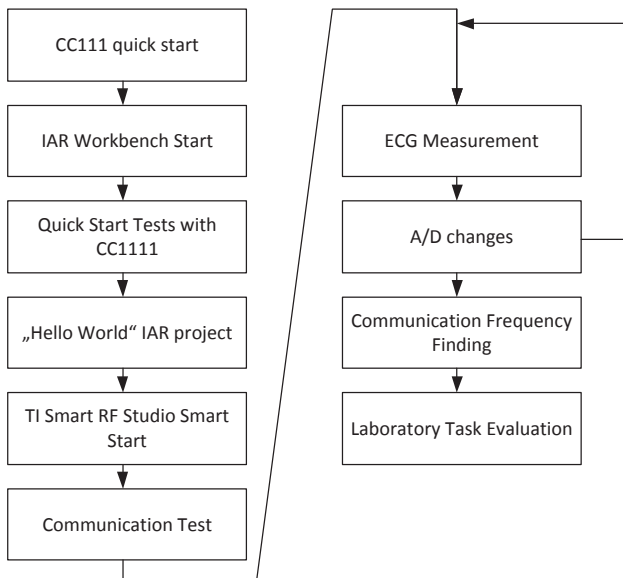 CC111 quick start
IAR Workbench Start
Quick Start Tests with
CC1111
„Hello World“ IAR project
TI Smart RF Studio Smart
Start
Communication Test
ECG Measurement
A/D changes
Communication Frequency
Finding
Laboratory Task Evaluation